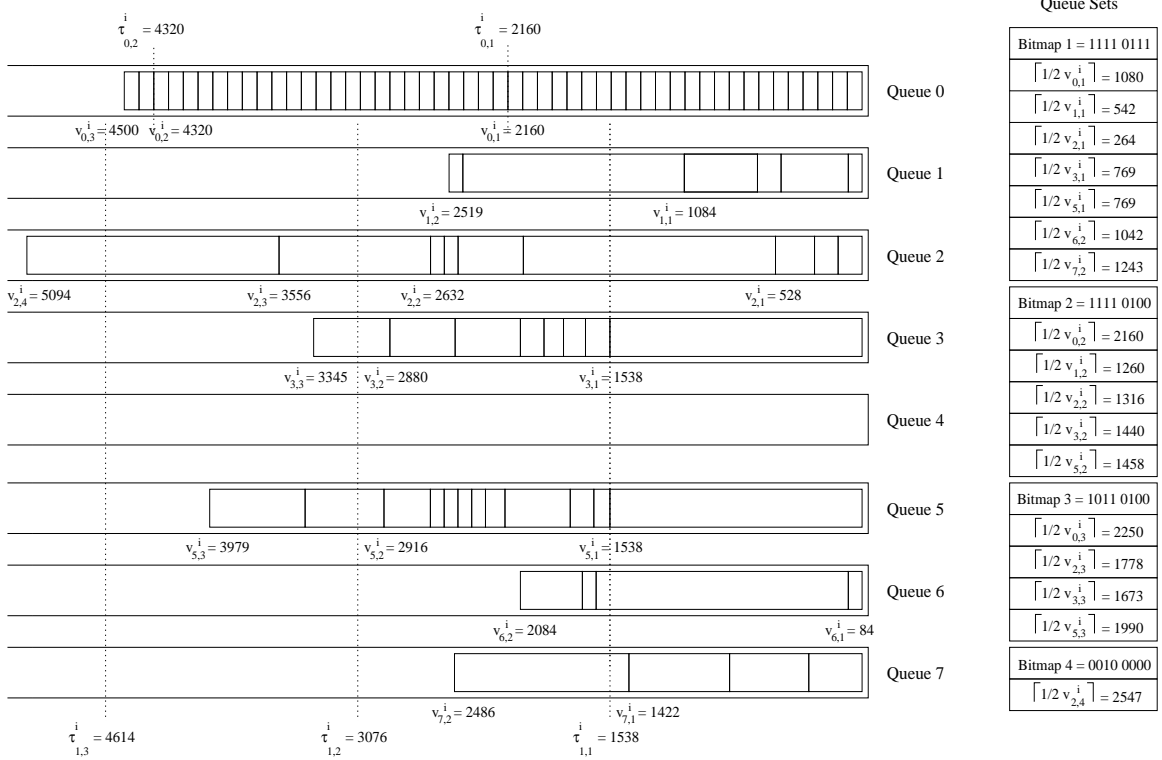 Queue Sets
τ^i_{0,2} = 4320
τ^i_{0,1} = 2160
Queue 0
v^i_{0,3} = 4500 v^i_{0,2} = 4320
v^i_{0,1} = 2160
Queue 1
v^i_{1,2} = 2519
v^i_{1,1} = 1084
Queue 2
v^i_{2,4} = 5094
v^i_{2,3} = 3556
v^i_{2,2} = 2632
v^i_{2,1} = 528
Queue 3
v^i_{3,3} = 3345
v^i_{3,2} = 2880
v^i_{3,1} = 1538
Queue 4
Queue 5
v^i_{5,3} = 3979
v^i_{5,2} = 2916
v^i_{5,1} = 1538
Queue 6
v^i_{6,2} = 2084
v^i_{6,1} = 84
Queue 7
v^i_{7,2} = 2486
v^i_{7,1} = 1422
τ^i_{1,3} = 4614
τ^i_{1,2} = 3076
τ^i_{1,1} = 1538
Bitmap 1 = 1111 0111
⌈1/2 v^i_{0,1}⌉ = 1080
⌈1/2 v^i_{1,1}⌉ = 542
⌈1/2 v^i_{2,1}⌉ = 264
⌈1/2 v^i_{3,1}⌉ = 769
⌈1/2 v^i_{5,1}⌉ = 769
⌈1/2 v^i_{6,2}⌉ = 1042
⌈1/2 v^i_{7,2}⌉ = 1243
Bitmap 2 = 1111 0100
⌈1/2 v^i_{0,2}⌉ = 2160
⌈1/2 v^i_{1,2}⌉ = 1260
⌈1/2 v^i_{2,2}⌉ = 1316
⌈1/2 v^i_{3,2}⌉ = 1440
⌈1/2 v^i_{5,2}⌉ = 1458
Bitmap 3 = 1011 0100
⌈1/2 v^i_{0,3}⌉ = 2250
⌈1/2 v^i_{2,3}⌉ = 1778
⌈1/2 v^i_{3,3}⌉ = 1673
⌈1/2 v^i_{5,3}⌉ = 1990
Bitmap 4 = 0010 0000
⌈1/2 v^i_{2,4}⌉ = 2547